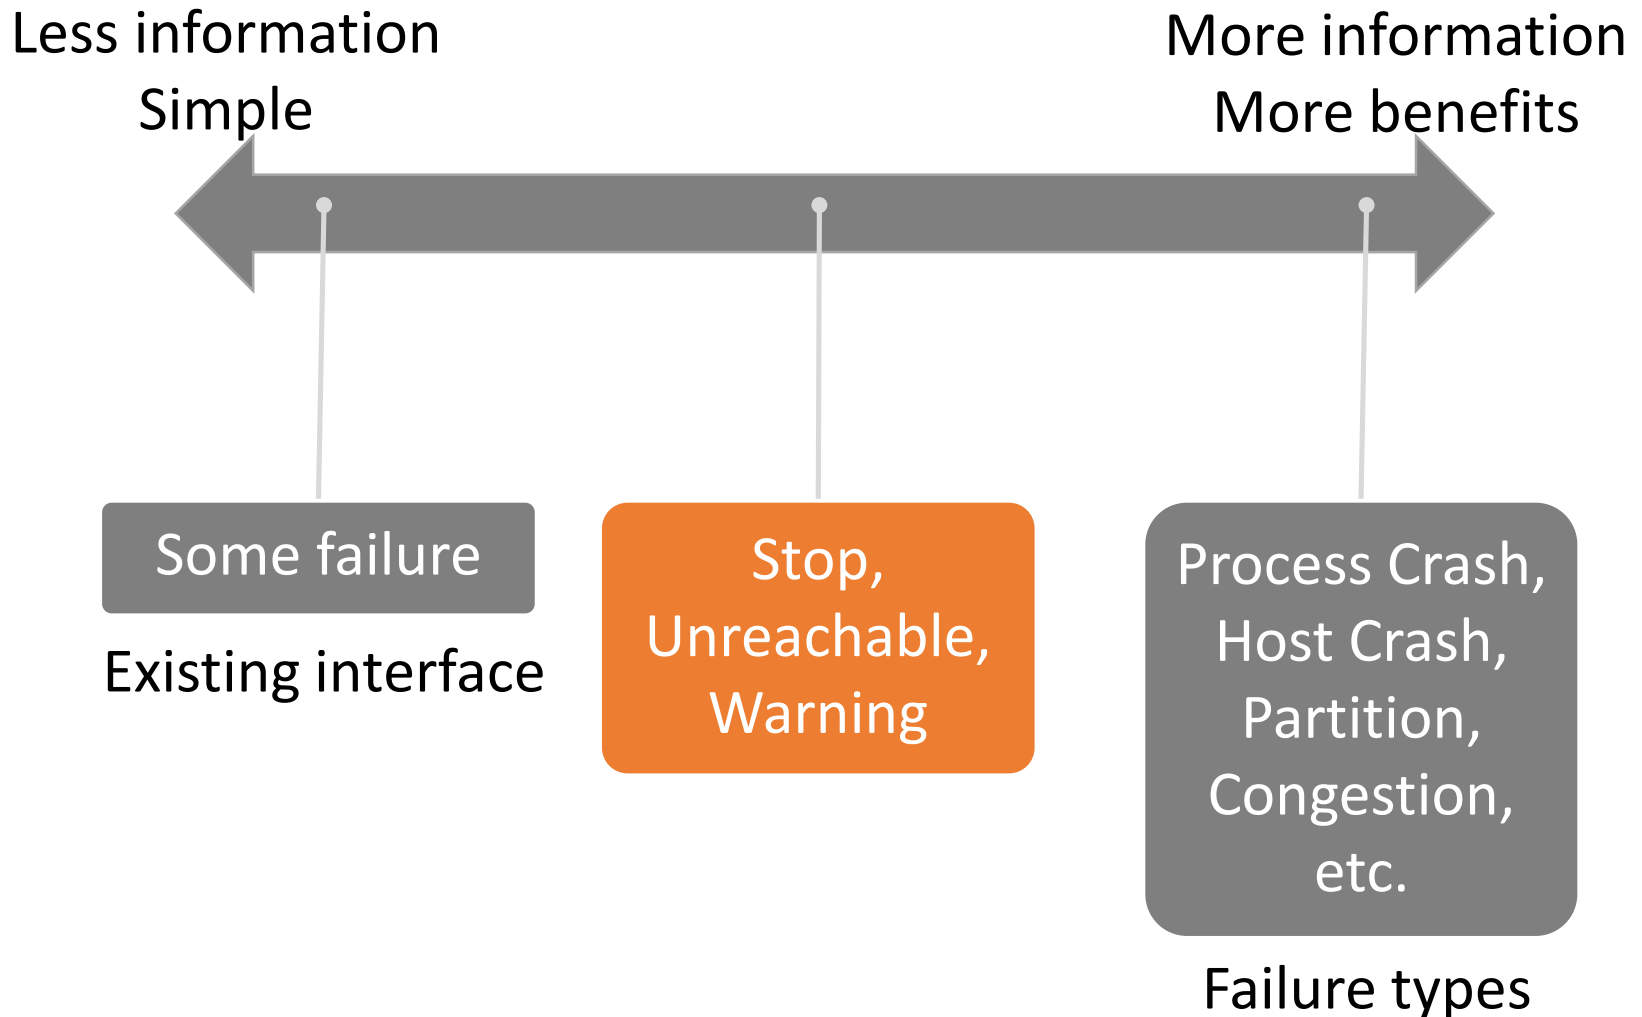 Less information
Simple
More information
More benefits
Some failure
Existing interface
Stop,
Unreachable,
Warning
Process Crash,
Host Crash,
Partition,
Congestion,
etc.
Failure types